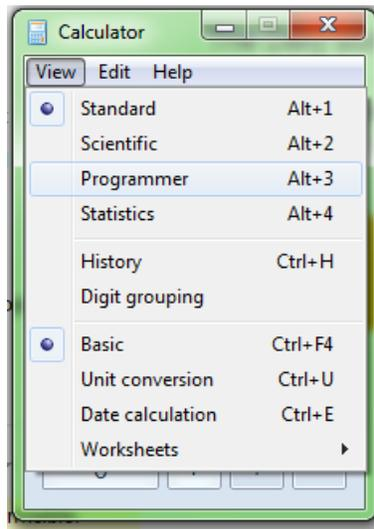 Calculator
View Edit Help
Standard Alt+1
Scientific Alt+2
Programmer Alt+3
Statistics Alt+4
History Ctrl+H
Digit grouping
Basic Ctrl+F4
Unit conversion Ctrl+U
Date calculation Ctrl+E
Worksheets